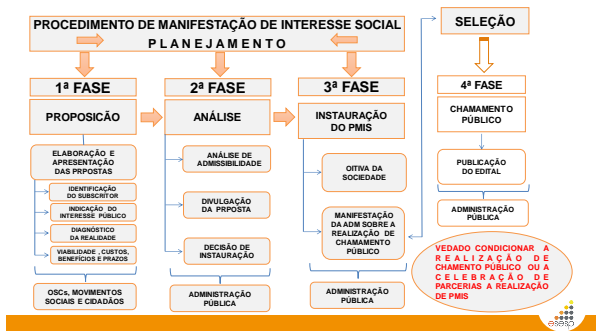 PROCEDIMENTO DE MANIFESTAÇÃO DE INTERESSE SOCIAL
PLANEJAMENTO
SELEÇÃO
1ª FASE
PROPOSICÃO
ELABORAÇÃO E
APRESENTAÇÃO
DAS PRPOSTAS
IDENTIFICAÇÃO
DO SUBSCRITOR
INDICAÇÃO DO
INTERESSE PÚBLICO
DIAGNÓSTICO
DA REALIDADE
VIABILIDADE , CUSTOS,
BENEFÍCIOS E PRAZOS
OSCs, MOVIMENTOS
SOCIAIS E CIDADÃOS
2ª FASE
ANÁLISE
ANÁLISE DE
ADMISSIBILIDADE
DIVULGAÇÃO
DA PRPOSTA
DECISÃO DE
INSTAURAÇÃO
ADMINISTRAÇÃO
PÚBLICA
3ª FASE
INSTAURAÇÃO
DO PMIS
OITIVA DA
SOCIEDADE
MANIFESTAÇÃO
DA ADM SOBRE A
REALIZAÇÃO DE
CHAMAMENTO
PÚBLICO
ADMINISTRAÇÃO
PÚBLICA
4ª FASE
CHAMAMENTO
PÚBLICO
PUBLICAÇÃO
DO EDITAL
ADMINISTRAÇÃO
PÚBLICA
VEDADO CONDICIONAR A
REALIZAÇÃO DE
CHAMENTO PÚBLICO OU A
CELEBRAÇÃO DE
PARCERIAS A REALIZAÇÃO
DE PMIS
esesp